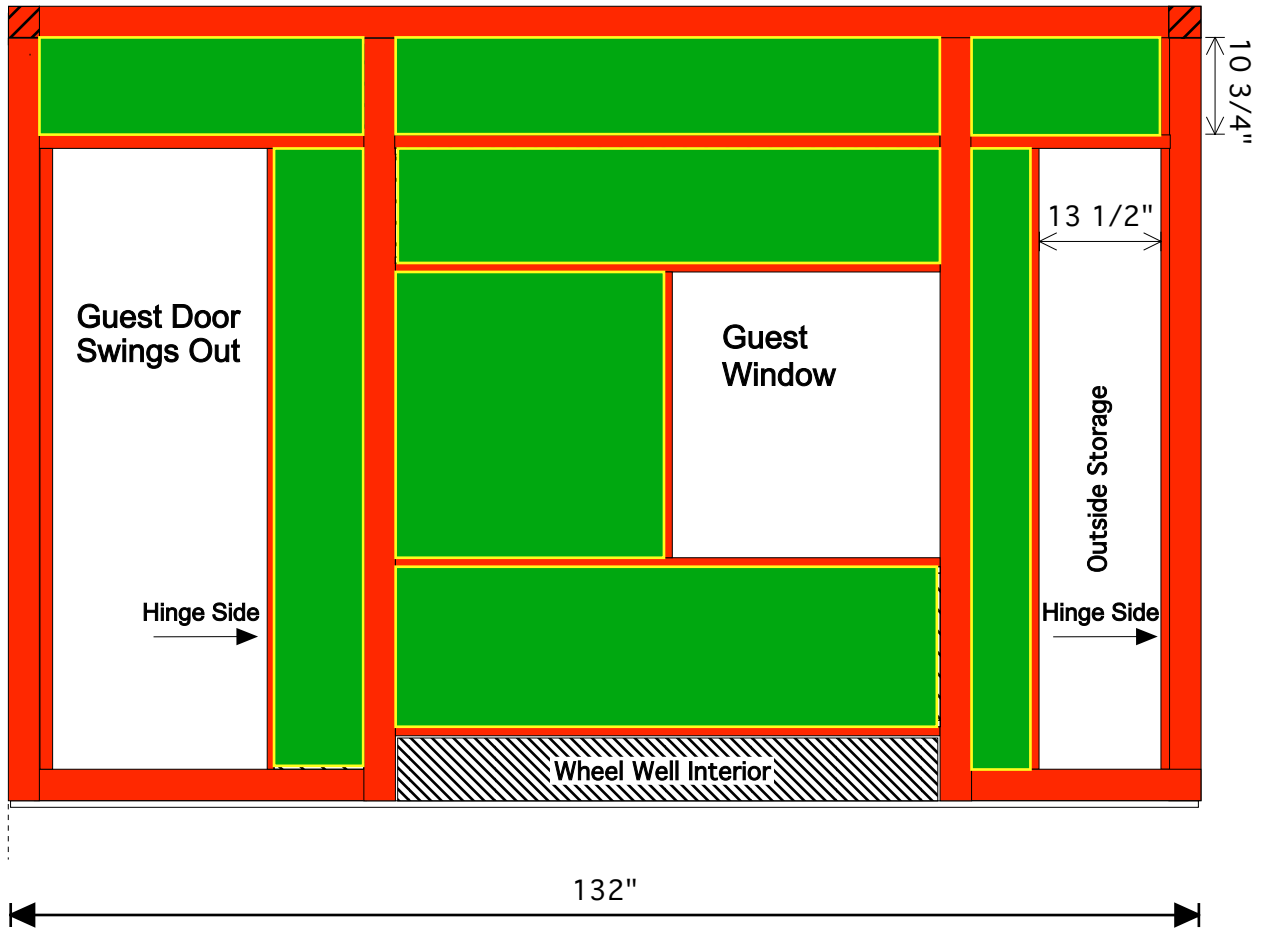 10 3/4"
13 1/2"
Guest Door
Swings Out
Guest
Window
Outside Storage
Hinge Side
Hinge Side
Wheel Well Interior
132"